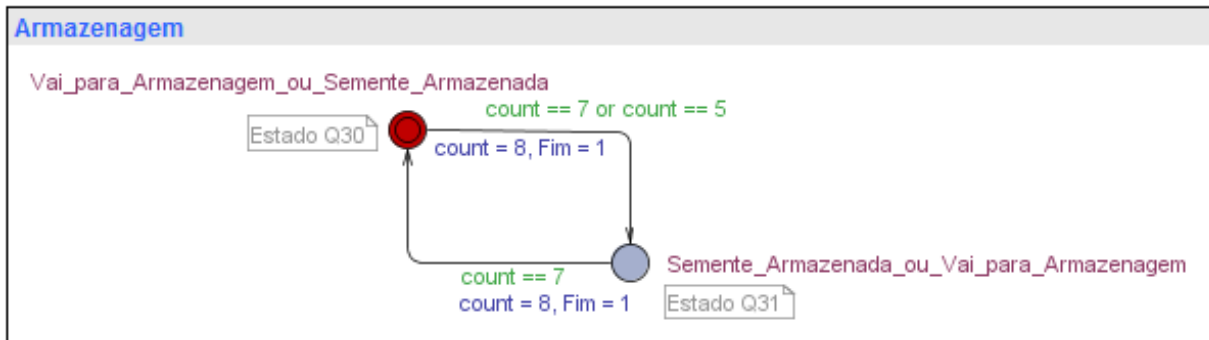 Armazenagem
Vai_para_Armazenagem_ou_Semente_Armazenada
count == 7 or count == 5
Estado Q30
count = 8, Fim = 1
Semente_Armazenada_ou_Vai_para_Armazenagem
count == 7
count = 8, Fim = 1
Estado Q31